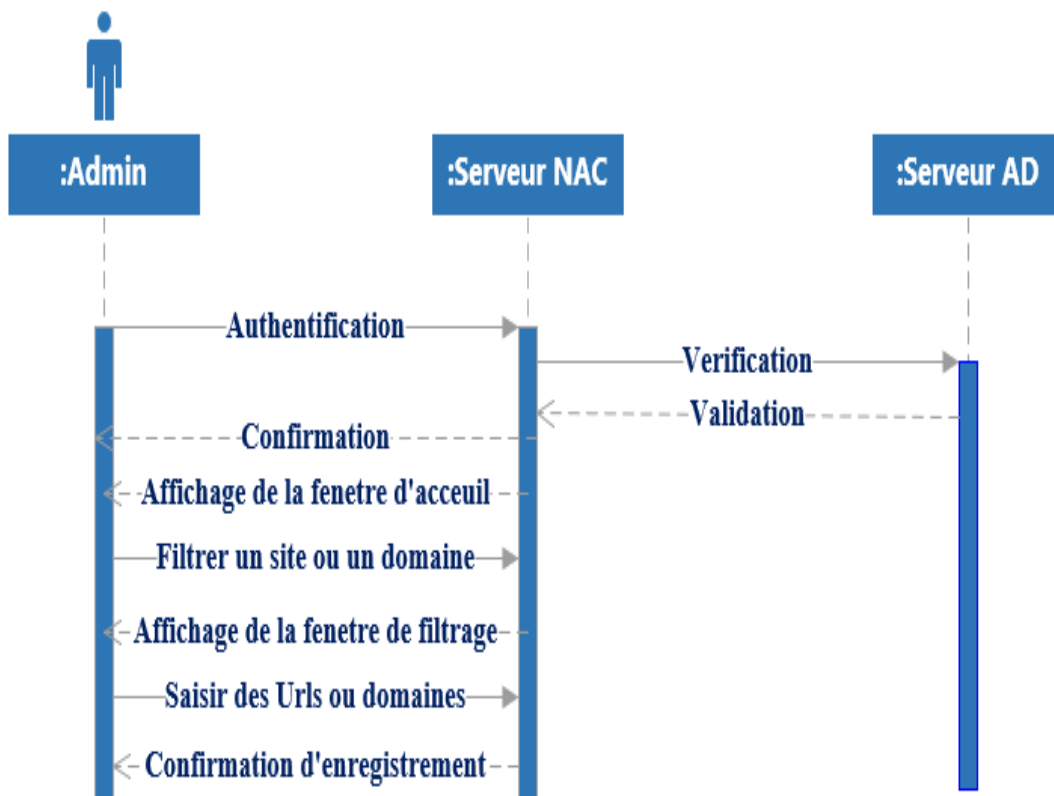 :Admin
:Serveur NAC
:Serveur AD
Authentification
Verification
Validation
Confirmation
Affichage de la fenetre d'acceuil
Filtrer un site ou un domaine
Affichage de la fenetre de filtrage
Saisir des Urls ou domaines
Confirmation d'enregistrement